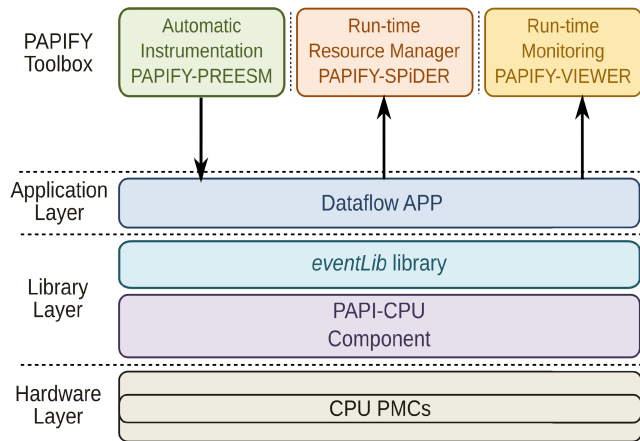 PAPIFY
Toolbox
Automatic
Instrumentation
PAPIFY-PREESM
Run-time
Resource Manager
PAPIFY-SPiDER
Run-time
Monitoring
PAPIFY-VIEWER
Application
Layer
Dataflow APP
Library
Layer
eventLib library
PAPI-CPU
Component
Hardware
Layer
CPU PMCs